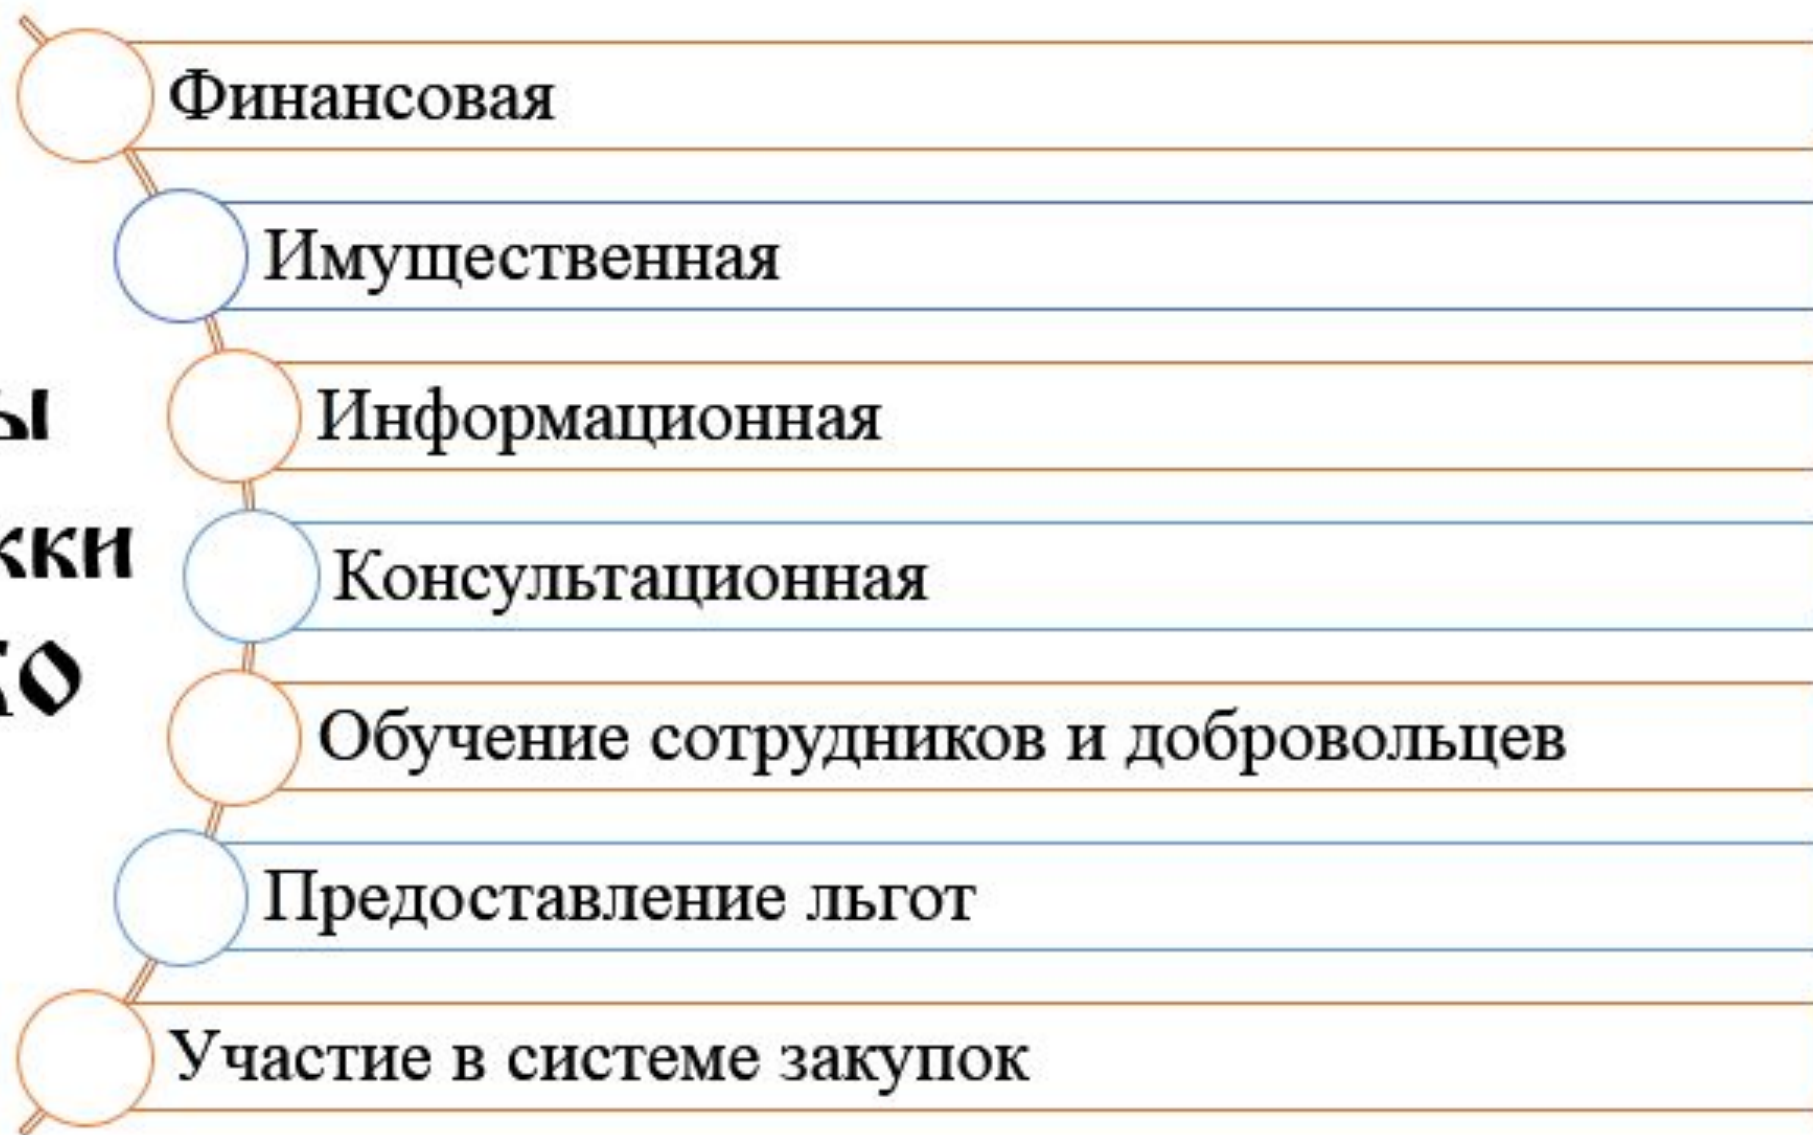 Финансовая
Имущественная
Информационная
Консультационная
Обучение сотрудников и добровольцев
Предоставление льгот
Участие в системе закупок